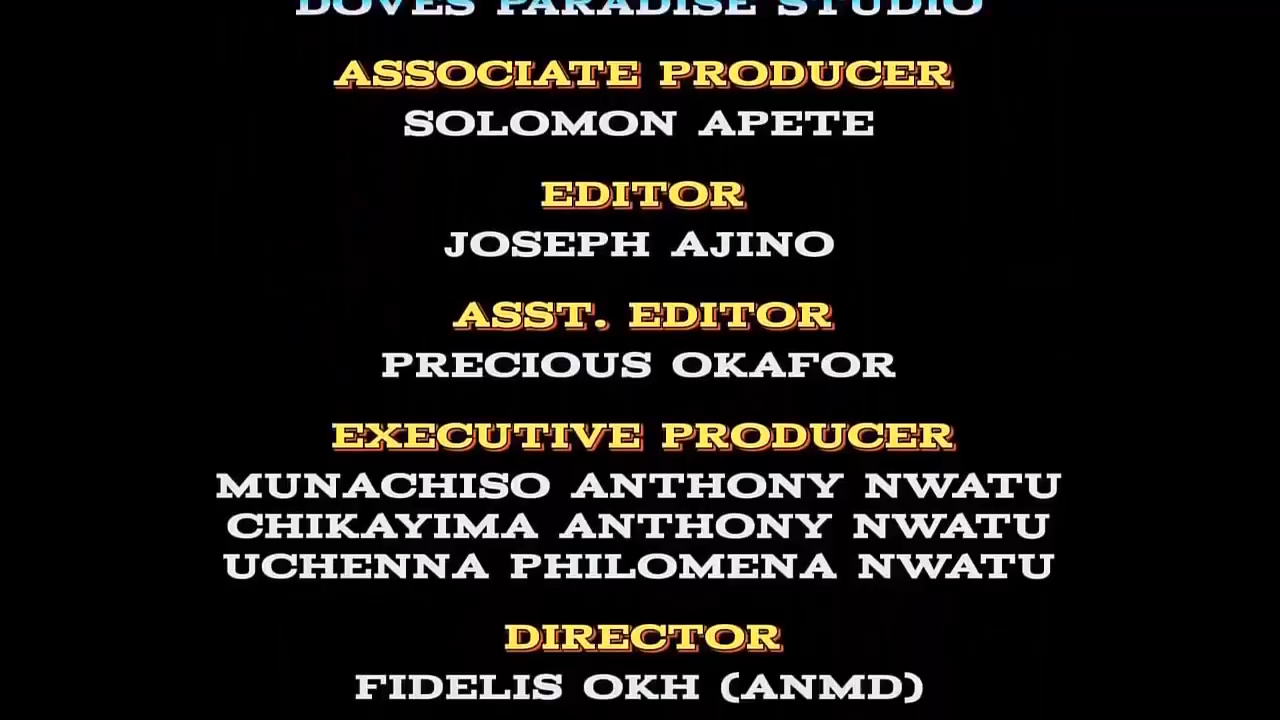 DOVES PARADISE STUDIO
ASSOCIATE PRODUCER
SOLOMON APETE
EDITOR
JOSEPH AJINO
ASST. EDITOR
PRECIOUS OKAFOR
EXECUTIVE PRODUCER
MUNACHISO ANTHONY NWATU
CHIKAYIMA ANTHONY NWATU
UCHENNA PHILOMENA NWATU
DIRECTOR
FIDELIS OKH (ANMD)